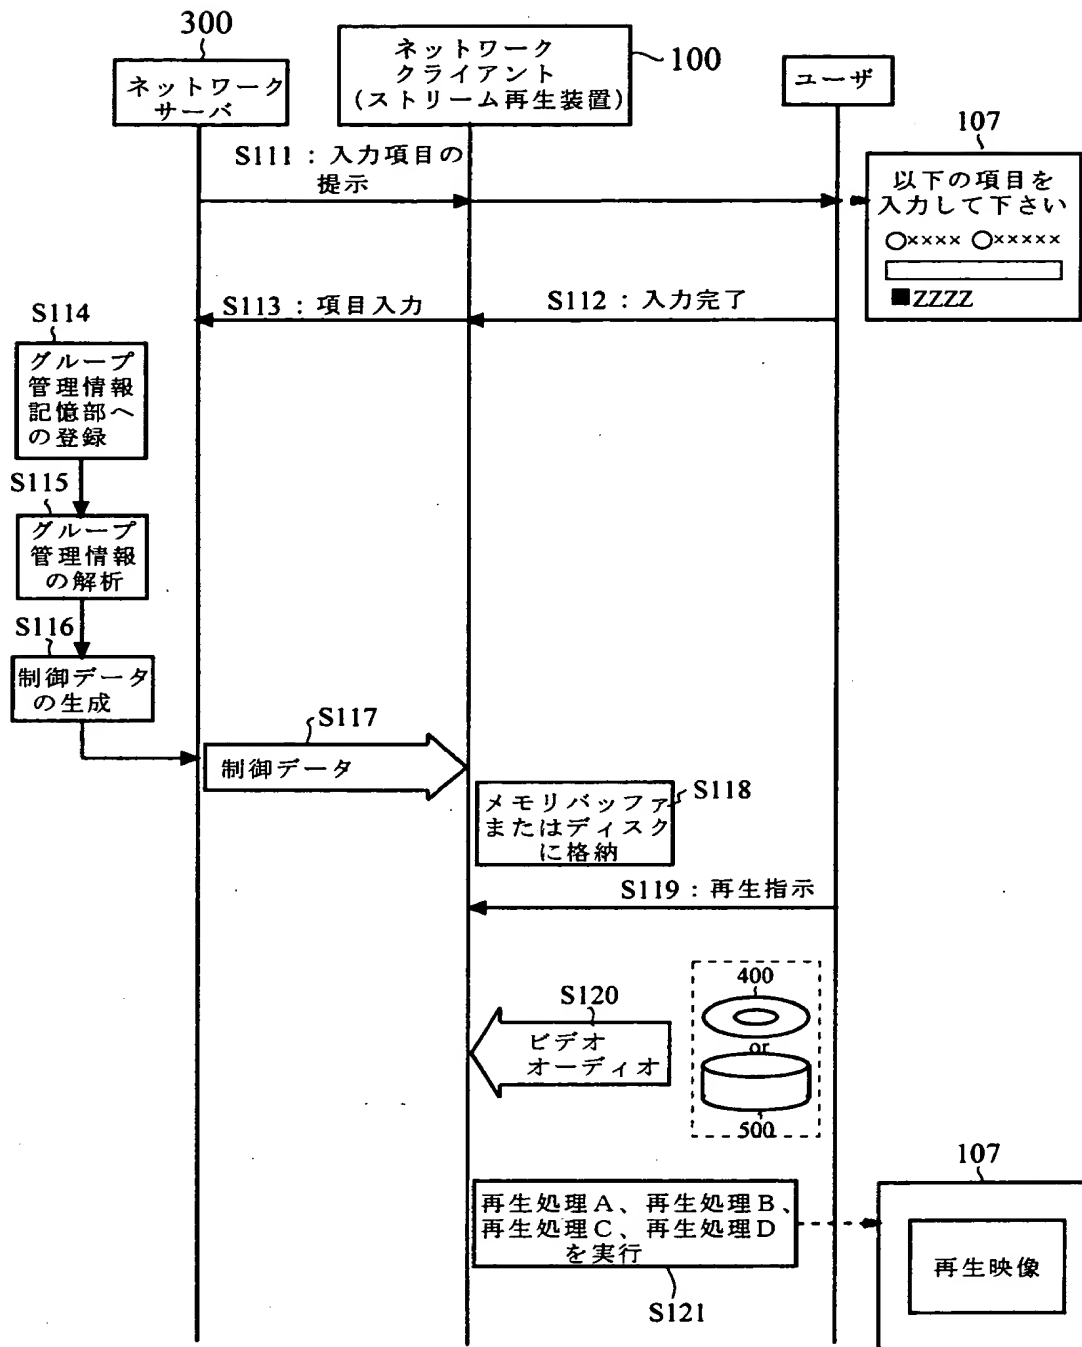 300
ネットワーク
サーバ
ネットワーク
クライアント
(ストリーム再生装置)
100
ユーザ
107
以下の項目を
入力して下さい
○×××× ○×××××
■ZZZZ
S111：入力項目の
提示
S113：項目入力
S112：入力完了
S114
グループ
管理情報
記憶部へ
の登録
S115
グループ
管理情報
の解析
S116
制御データ
の生成
S117
制御データ
メモリバッファ
またはディスク
に格納
S118
S119：再生指示
S120
ビデオ
オーディオ
400
or
500
再生処理A、再生処理B、
再生処理C、再生処理D
を実行
S121
107
再生映像